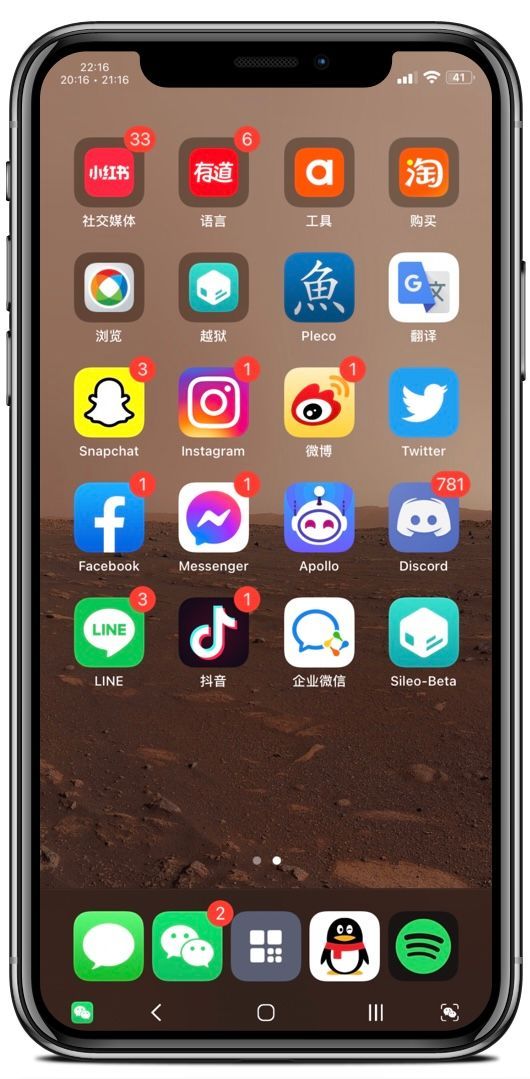 22:16
20:16 • 21:16
41
33
6
小红书
有道
a
淘
社交媒体
语言
工具
购买
魚
G
文
浏览
越狱
Pleco
翻译
3
1
1
Snapchat
Instagram
微博
Twitter
1
1
781
f
Facebook
Messenger
Apollo
Discord
3
1
LINE
LINE
抖音
企业微信
Sileo-Beta
2